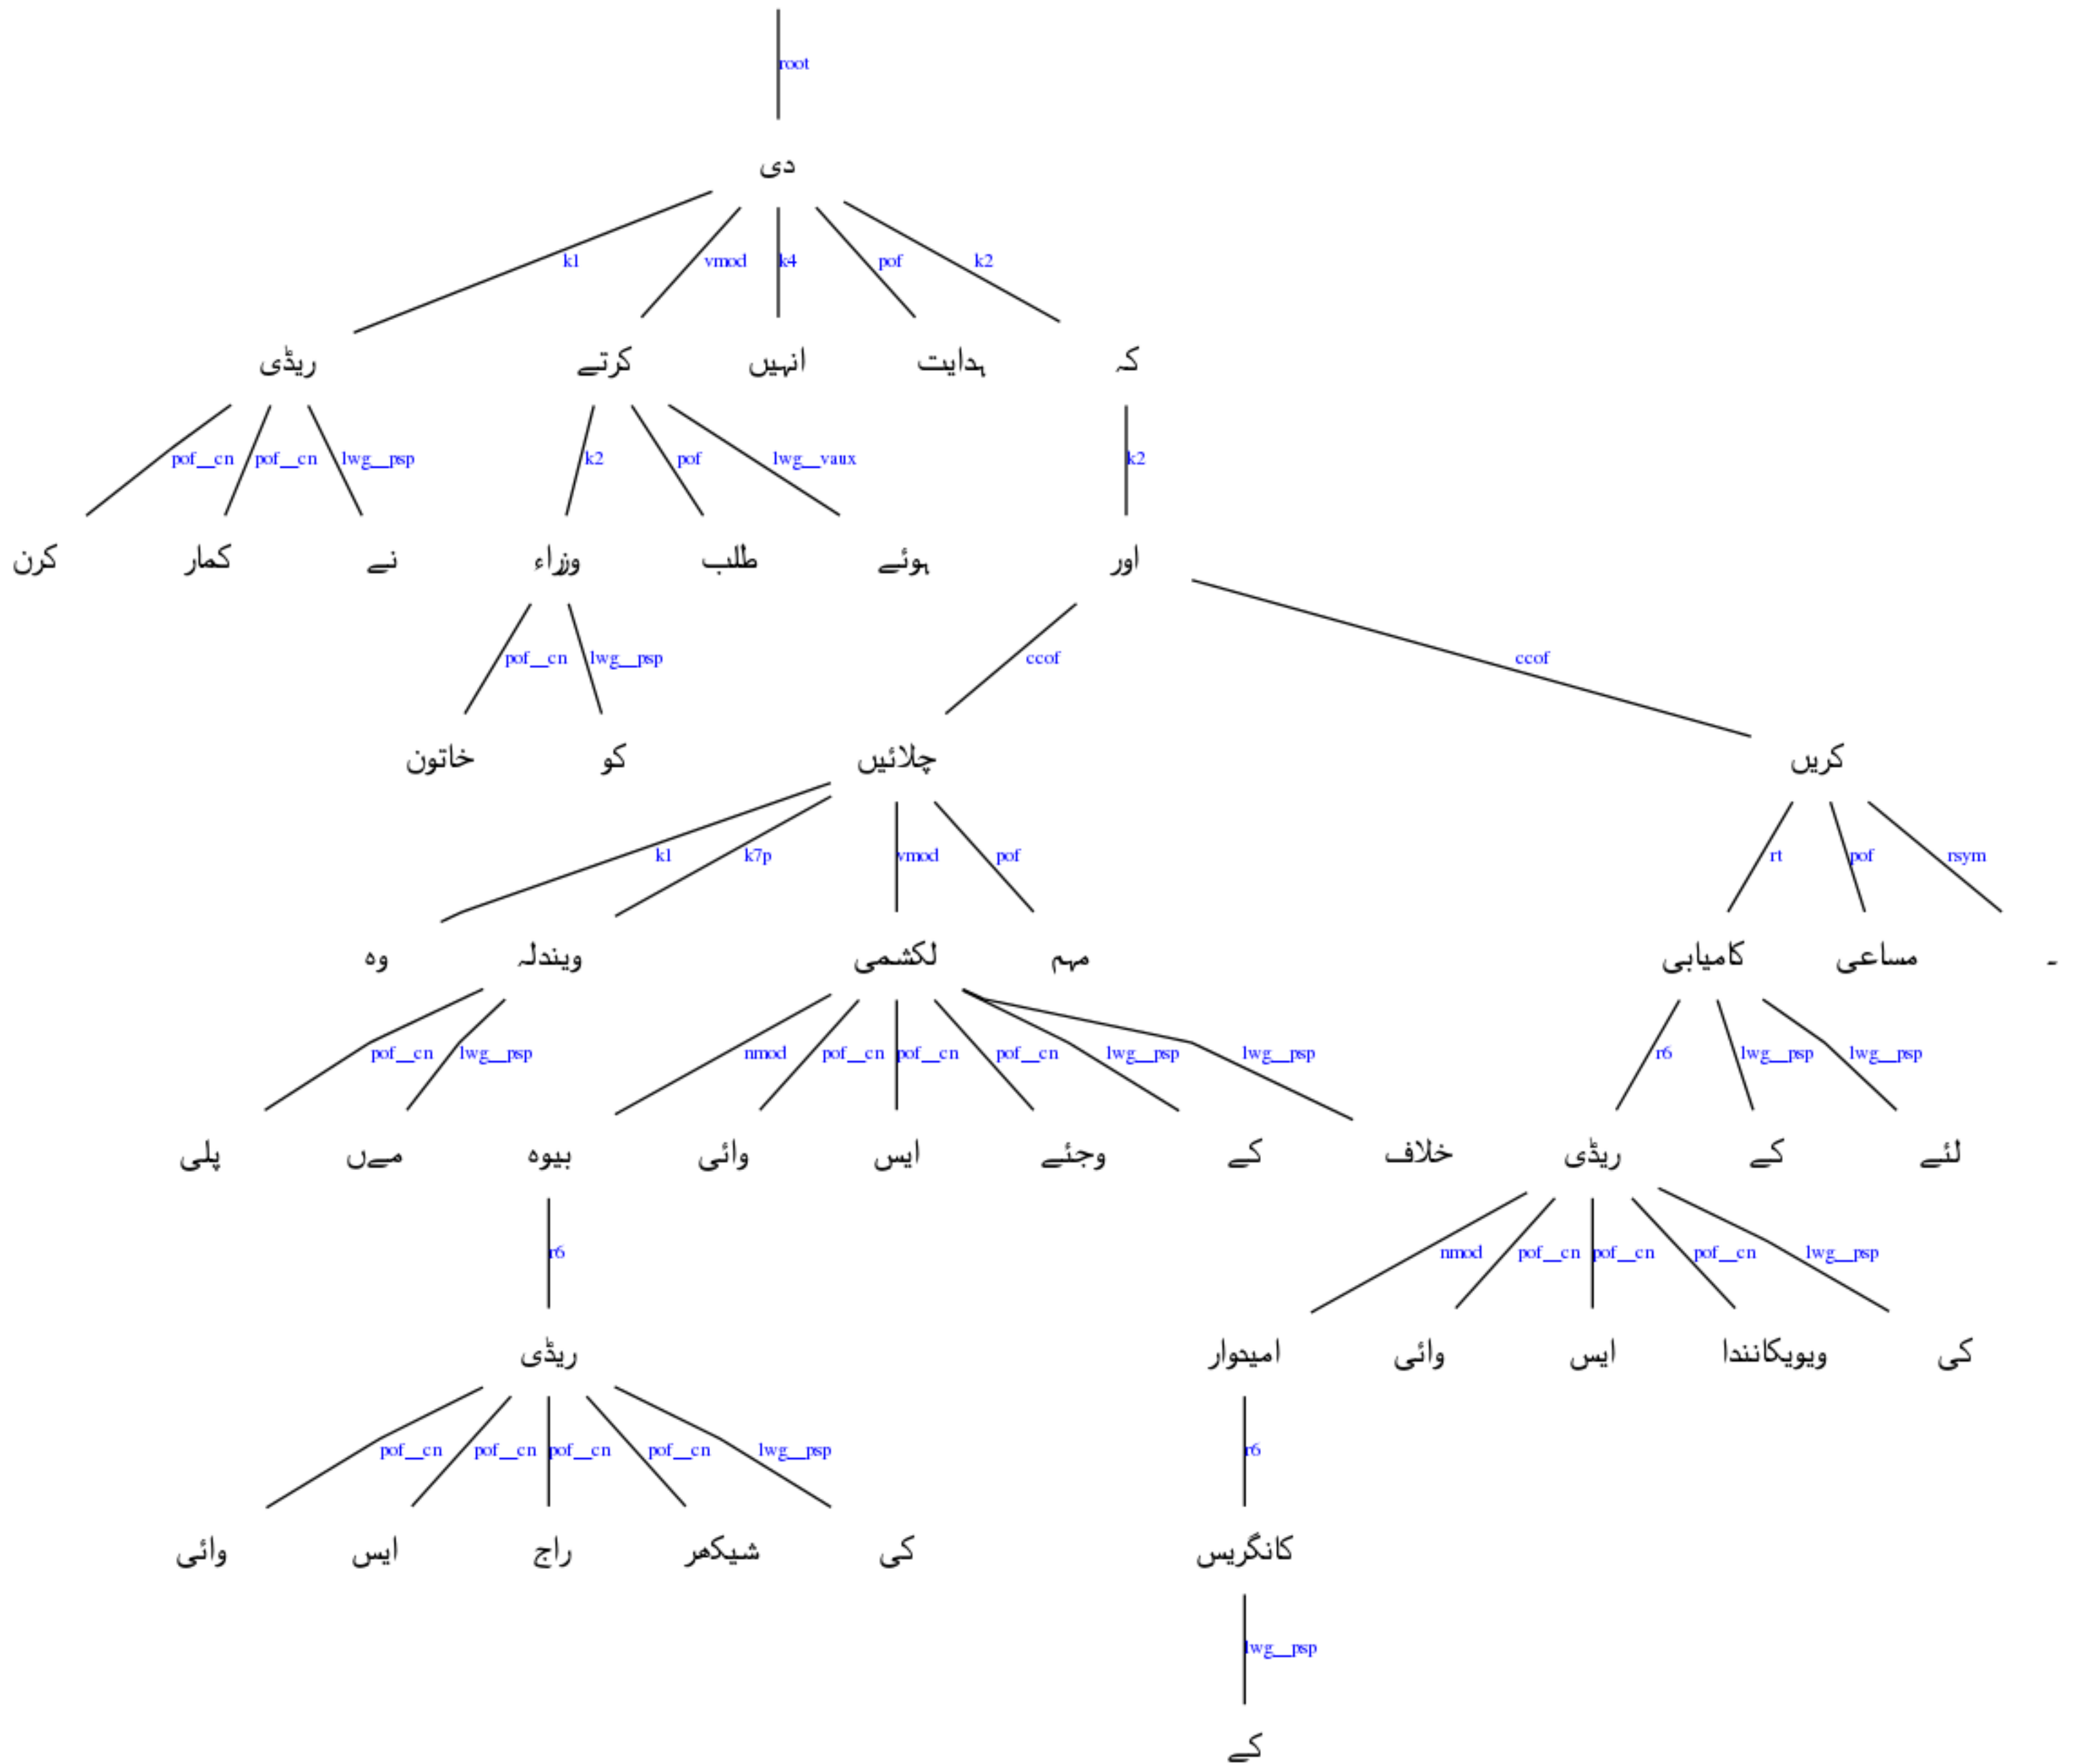 root
دی
k1 vmod k4 pof k2
ریڈی کرتے انہیں ہدایت کہ
pof__cn pof__cn lwg__psp k2 pof lwg__vaux k2
کرن کمار نے وزراء طلب ہوئے اور
pof__cn lwg__psp ccof ccof
خاتون کو چلائیں کریں
k1 k7p vmod pof rt pof rsym
وہ ویندلہ لکشمی مہم کامیابی مساعی ۔
pof__cn lwg__psp nmod pof__cn pof__cn pof__cn lwg__psp lwg__psp r6 lwg__psp lwg__psp
پلی مےں بیوہ وائی ایس وجئے کے خلاف ریڈی کے لئے
r6 nmod pof__cn pof__cn pof__cn lwg__psp
ریڈی امیدوار وائی ایس ویویکانندا کی
pof__cn pof__cn pof__cn pof__cn lwg__psp r6
وائی ایس راج شیکھر کی کانگریس
lwg__psp
کے